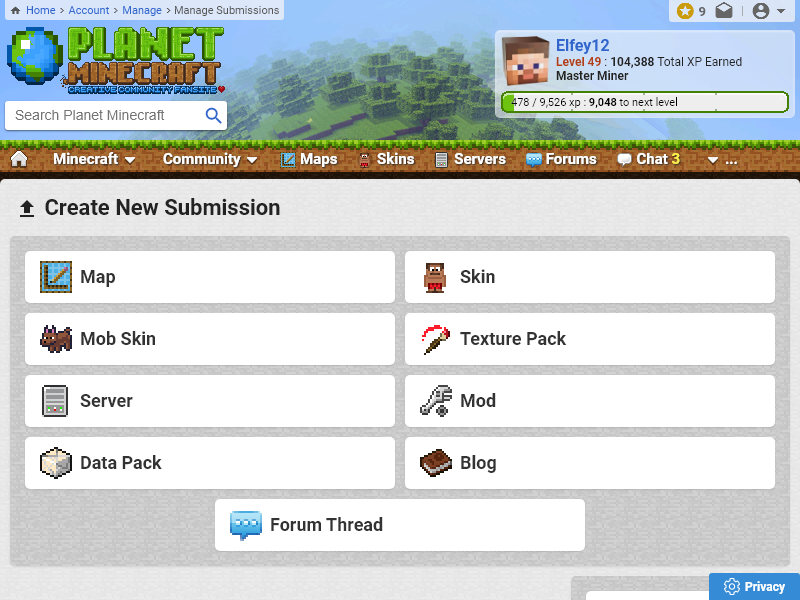 Home > Account > Manage > Manage Submissions
9
PLANET
MINECRAFT
CREATIVE COMMUNITY FANSITE
Elfey12
Level 49 : 104,388 Total XP Earned
Master Miner
478 / 9,526 xp : 9,048 to next level
Search Planet Minecraft
Minecraft Community Maps Skins Servers Forums Chat 3 ...
Create New Submission
Map
Skin
Mob Skin
Texture Pack
Server
Mod
Data Pack
Blog
Forum Thread
Privacy